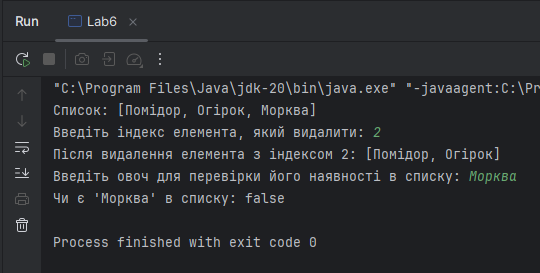 Run
Lab6
"C:\Program Files\Java\jdk-20\bin\java.exe" "-javaagent:C:\Pr
Список: [Помідор, Огірок, Морква]
Введіть індекс елемента, який видалити: 2
Після видалення елемента з індексом 2: [Помідор, Огірок]
Введіть овоч для перевірки його наявності в списку: Морква
Чи є 'Морква' в списку: false
Process finished with exit code 0